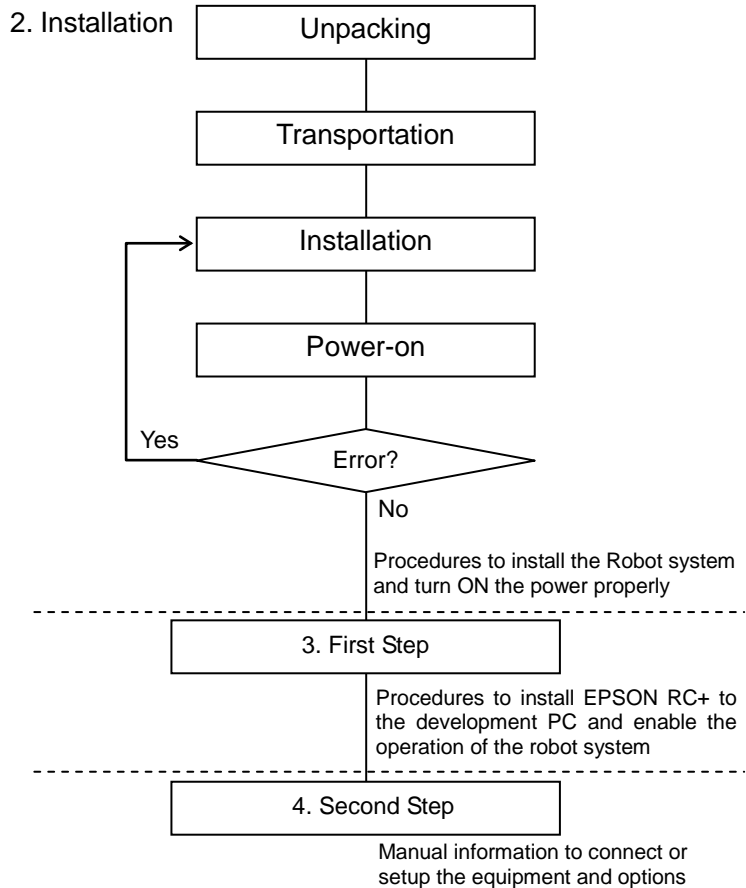 2. Installation
Unpacking
Transportation
Installation
Power-on
Yes
Error?
No
Procedures to install the Robot system
and turn ON the power properly
3. First Step
Procedures to install EPSON RC+ to
the development PC and enable the
operation of the robot system
4. Second Step
Manual information to connect or
setup the equipment and options